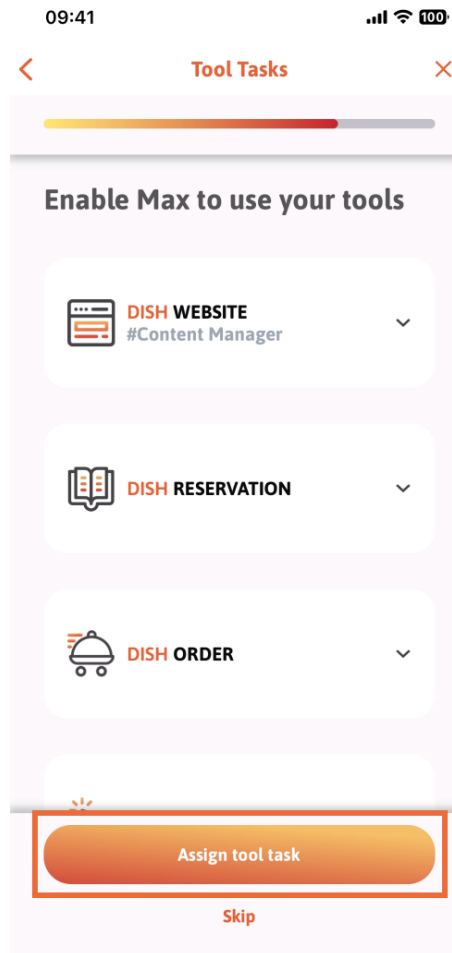 09:41
100
Tool Tasks
Enable Max to use your tools
DISH WEBSITE
#Content Manager
DISH RESERVATION
DISH ORDER
Assign tool task
Skip